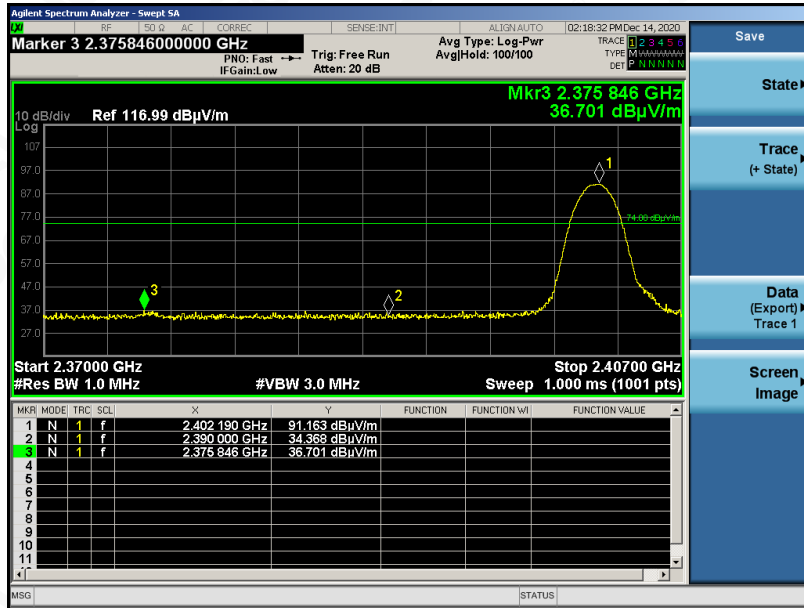 Agilent Spectrum Analyzer - Swept SA
LXI RF 50 Ω AC CORREC SENSE:INT ALIGN AUTO 02:18:32 PM Dec 14, 2020
Marker 3 2.375846000000 GHz
PNO: Fast
IFGain:Low
Trig: Free Run
Atten: 20 dB
Avg Type: Log-Pwr
Avg|Hold: 100/100
TRACE 1 2 3 4 5 6
TYPE M
DET P N N N N N
Mkr3 2.375 846 GHz
36.701 dBμV/m
10 dB/div Ref 116.99 dBμV/m
Log
107
97.0
87.0
77.0
67.0
57.0
47.0
37.0
27.0
1
2
3
74.00 dBμV/m
Start 2.37000 GHz Stop 2.40700 GHz
#Res BW 1.0 MHz #VBW 3.0 MHz Sweep 1.000 ms (1001 pts)
MKR MODE TRC SCL X Y FUNCTION FUNCTION WI FUNCTION VALUE
1 N 1 f 2.402 190 GHz 91.163 dBμV/m
2 N 1 f 2.390 000 GHz 34.368 dBμV/m
3 N 1 f 2.375 846 GHz 36.701 dBμV/m
4
5
6
7
8
9
10
11
MSG STATUS
Save
State
Trace
(+ State)
Data
(Export)
Trace 1
Screen
Image